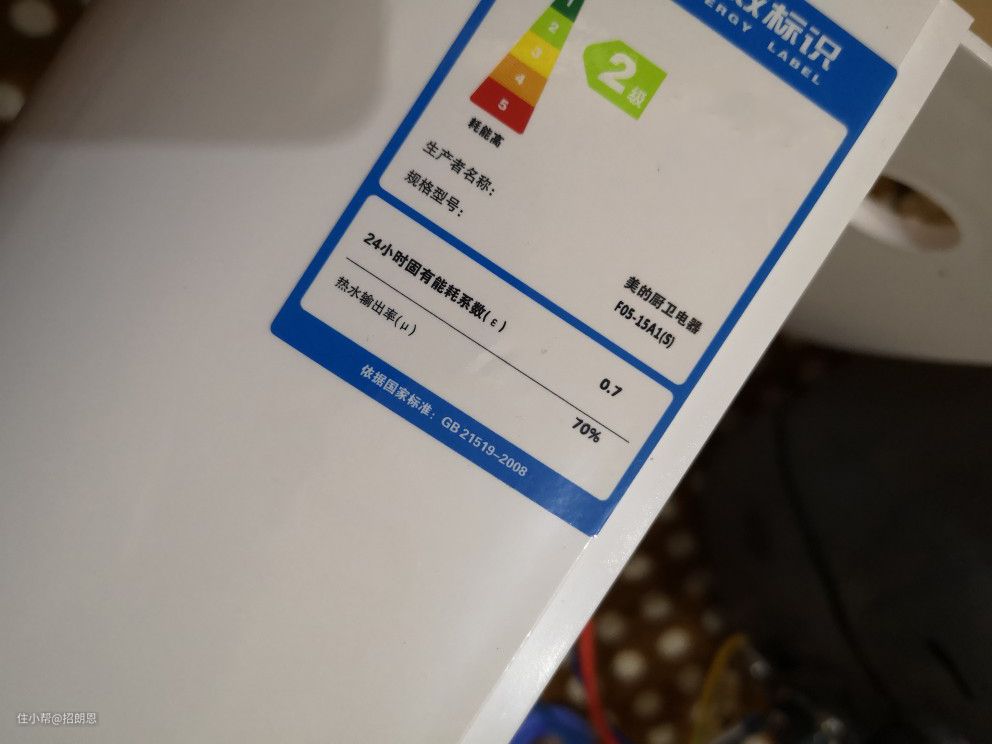 标识
ENERGY LABEL
1
2
3
4
5
2级
耗能高
生产者名称:
规格型号:
美的厨卫电器
F05-15A1(S)
24小时固有能耗系数(ε)
0.7
热水输出率(μ)
70%
依据国家标准: GB 21519-2008
住小帮@招朗恩